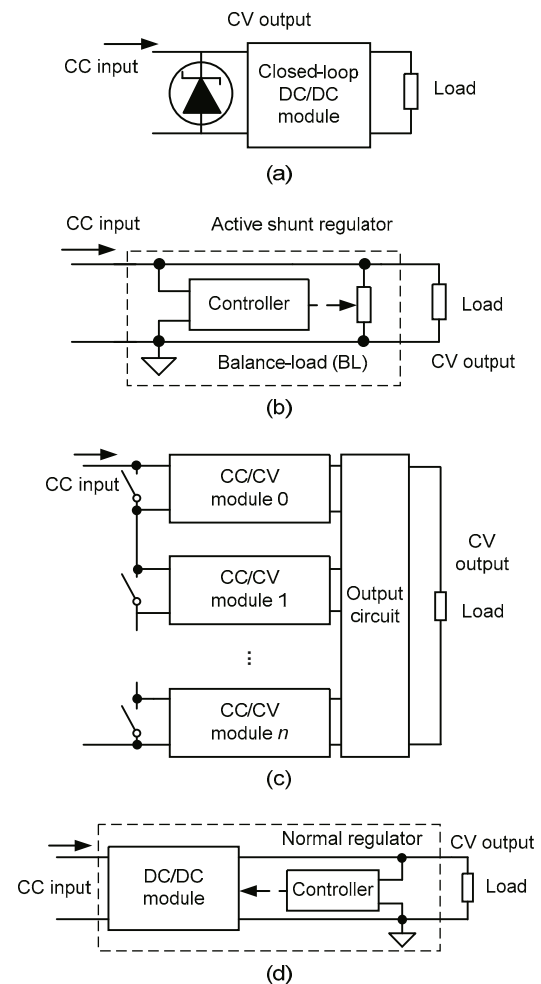 CV output
CC input
Closed-loop
DC/DC
module
Load
(a)
CC input
Active shunt regulator
Controller
Load
Balance-load (BL)
CV output
(b)
CC input
CC/CV
module 0
CC/CV
module 1
...
CC/CV
module n
Output
circuit
CV
output
Load
(c)
Normal regulator
CV output
CC input
DC/DC
module
Controller
Load
(d)